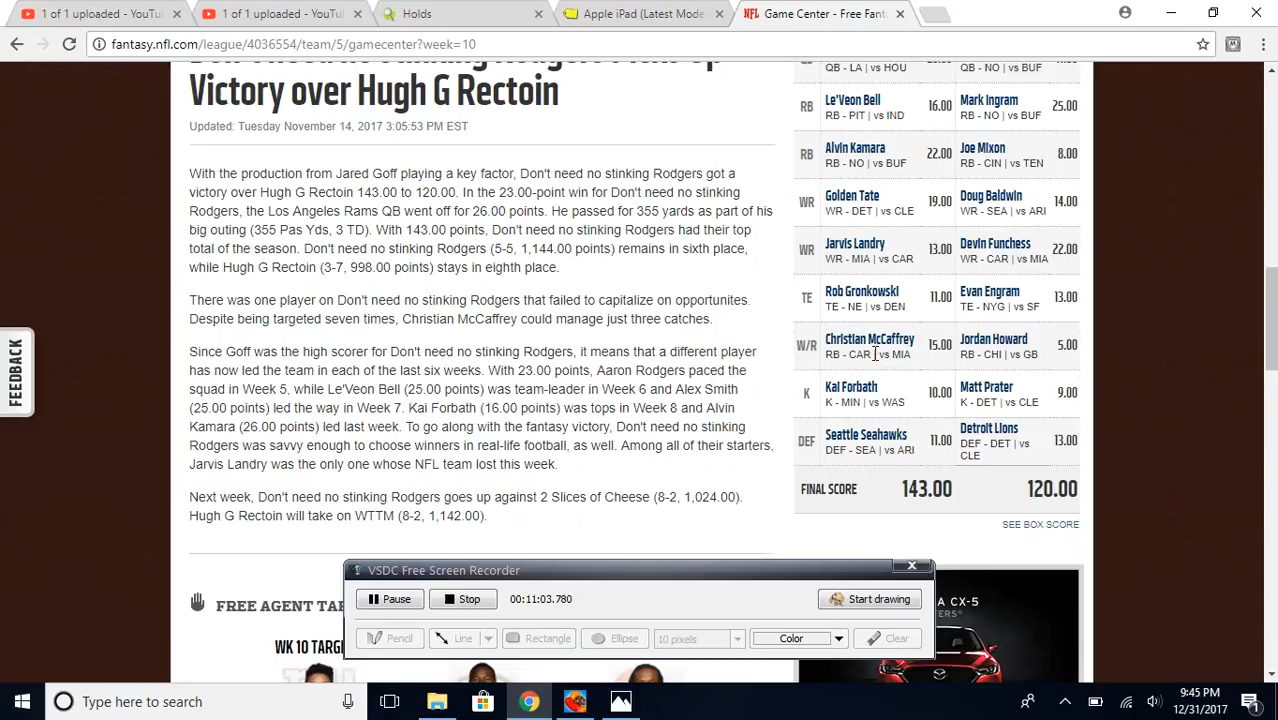 1 of 1 uploaded - YouTu
1 of 1 uploaded - YouTu
Holds
Apple iPad (Latest Mode
NFL Game Center - Free Fant
fantasy.nfl.com/league/4036554/team/5/gamecenter?week=10
Victory over Hugh G Rectoin
Updated: Tuesday November 14, 2017 3:05:53 PM EST
With the production from Jared Goff playing a key factor, Don't need no stinking Rodgers got a
victory over Hugh G Rectoin 143.00 to 120.00. In the 23.00-point win for Don't need no stinking
Rodgers, the Los Angeles Rams QB went off for 26.00 points. He passed for 355 yards as part of his
big outing (355 Pas Yds, 3 TD). With 143.00 points, Don't need no stinking Rodgers had their top
total of the season. Don't need no stinking Rodgers (5-5, 1,144.00 points) remains in sixth place,
while Hugh G Rectoin (3-7, 998.00 points) stays in eighth place.
There was one player on Don't need no stinking Rodgers that failed to capitalize on opportunites.
Despite being targeted seven times, Christian McCaffrey could manage just three catches.
Since Goff was the high scorer for Don't need no stinking Rodgers, it means that a different player
has now led the team in each of the last six weeks. With 23.00 points, Aaron Rodgers paced the
squad in Week 5, while Le'Veon Bell (25.00 points) was team-leader in Week 6 and Alex Smith
(25.00 points) led the way in Week 7. Kai Forbath (16.00 points) was tops in Week 8 and Alvin
Kamara (26.00 points) led last week. To go along with the fantasy victory, Don't need no stinking
Rodgers was savvy enough to choose winners in real-life football, as well. Among all of their starters,
Jarvis Landry was the only one whose NFL team lost this week.
Next week, Don't need no stinking Rodgers goes up against 2 Slices of Cheese (8-2, 1,024.00).
Hugh G Rectoin will take on WTTM (8-2, 1,142.00).
QB - LA | vs HOU QB - NO | vs BUF
RB Le'Veon Bell 16.00 Mark Ingram 25.00
RB - PIT | vs IND RB - NO | vs BUF
RB Alvin Kamara 22.00 Joe Mixon 8.00
RB - NO | vs BUF RB - CIN | vs TEN
WR Golden Tate 19.00 Doug Baldwin 14.00
WR - DET | vs CLE WR - SEA | vs ARI
WR Jarvis Landry 13.00 Devin Funchess 22.00
WR - MIA | vs CAR WR - CAR | vs MIA
TE Rob Gronkowski 11.00 Evan Engram 13.00
TE - NE | vs DEN TE - NYG | vs SF
W/R Christian McCaffrey 15.00 Jordan Howard 5.00
RB - CAR | vs MIA RB - CHI | vs GB
K Kai Forbath 10.00 Matt Prater 9.00
K - MIN | vs WAS K - DET | vs CLE
DEF Seattle Seahawks 11.00 Detroit Lions 13.00
DEF - SEA | vs ARI DEF - DET | vs
CLE
FINAL SCORE 143.00 120.00
SEE BOX SCORE
FEEDBACK
FREE AGENT TA
WK 10 TARGE
VSDC Free Screen Recorder
Pause Stop 00:11:03.780 Start drawing
Pencil Line Rectangle Ellipse 10 pixels Color Clear
A CX-5
Type here to search
9:45 PM
12/31/2017